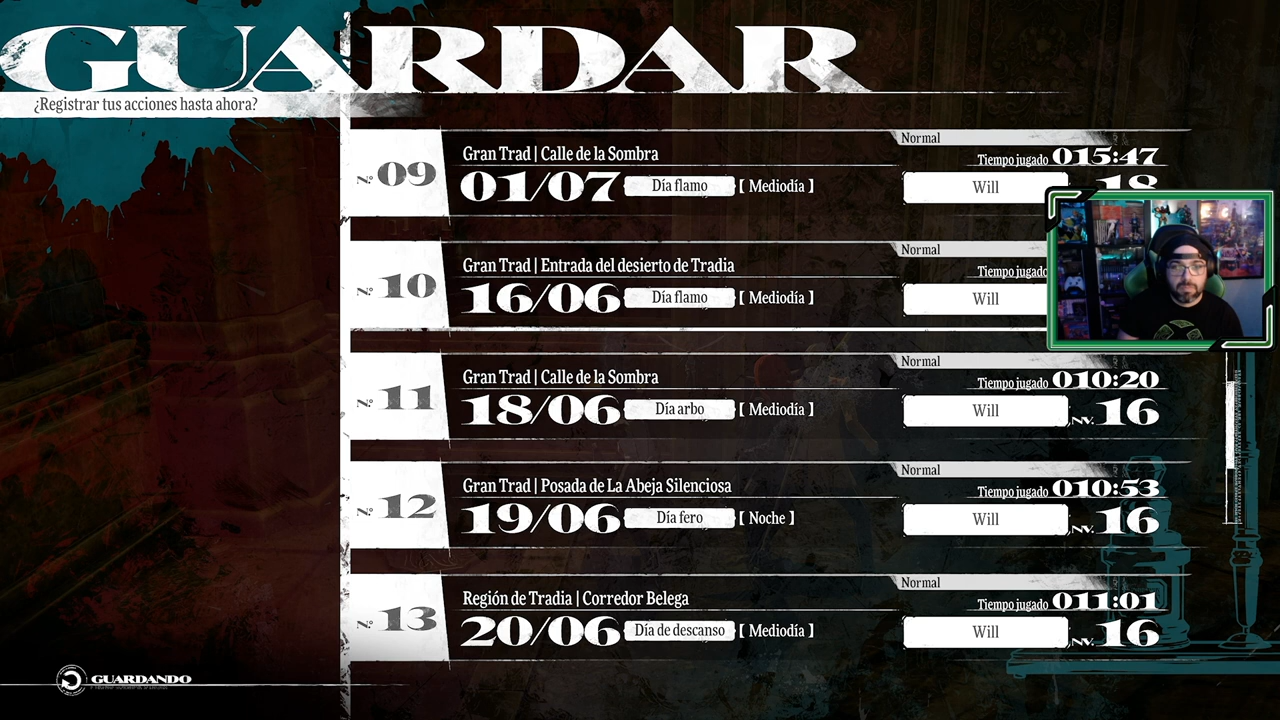 GUARDAR
¿Registrar tus acciones hasta ahora?
Normal
N.º 09
Gran Trad | Calle de la Sombra
Tiempo jugado 015:47
01/07 Día flamo [ Mediodía ]
Will
18
Normal
N.º 10
Gran Trad | Entrada del desierto de Tradia
Tiempo jugado
16/06 Día flamo [ Mediodía ]
Will
Normal
N.º 11
Gran Trad | Calle de la Sombra
Tiempo jugado 010:20
18/06 Día arbo [ Mediodía ]
Will
NV. 16
Normal
N.º 12
Gran Trad | Posada de La Abeja Silenciosa
Tiempo jugado 010:53
19/06 Día fero [ Noche ]
Will
NV. 16
Normal
N.º 13
Región de Tradia | Corredor Belega
Tiempo jugado 011:01
20/06 Día de descanso [ Mediodía ]
Will
NV. 16
GUARDANDO